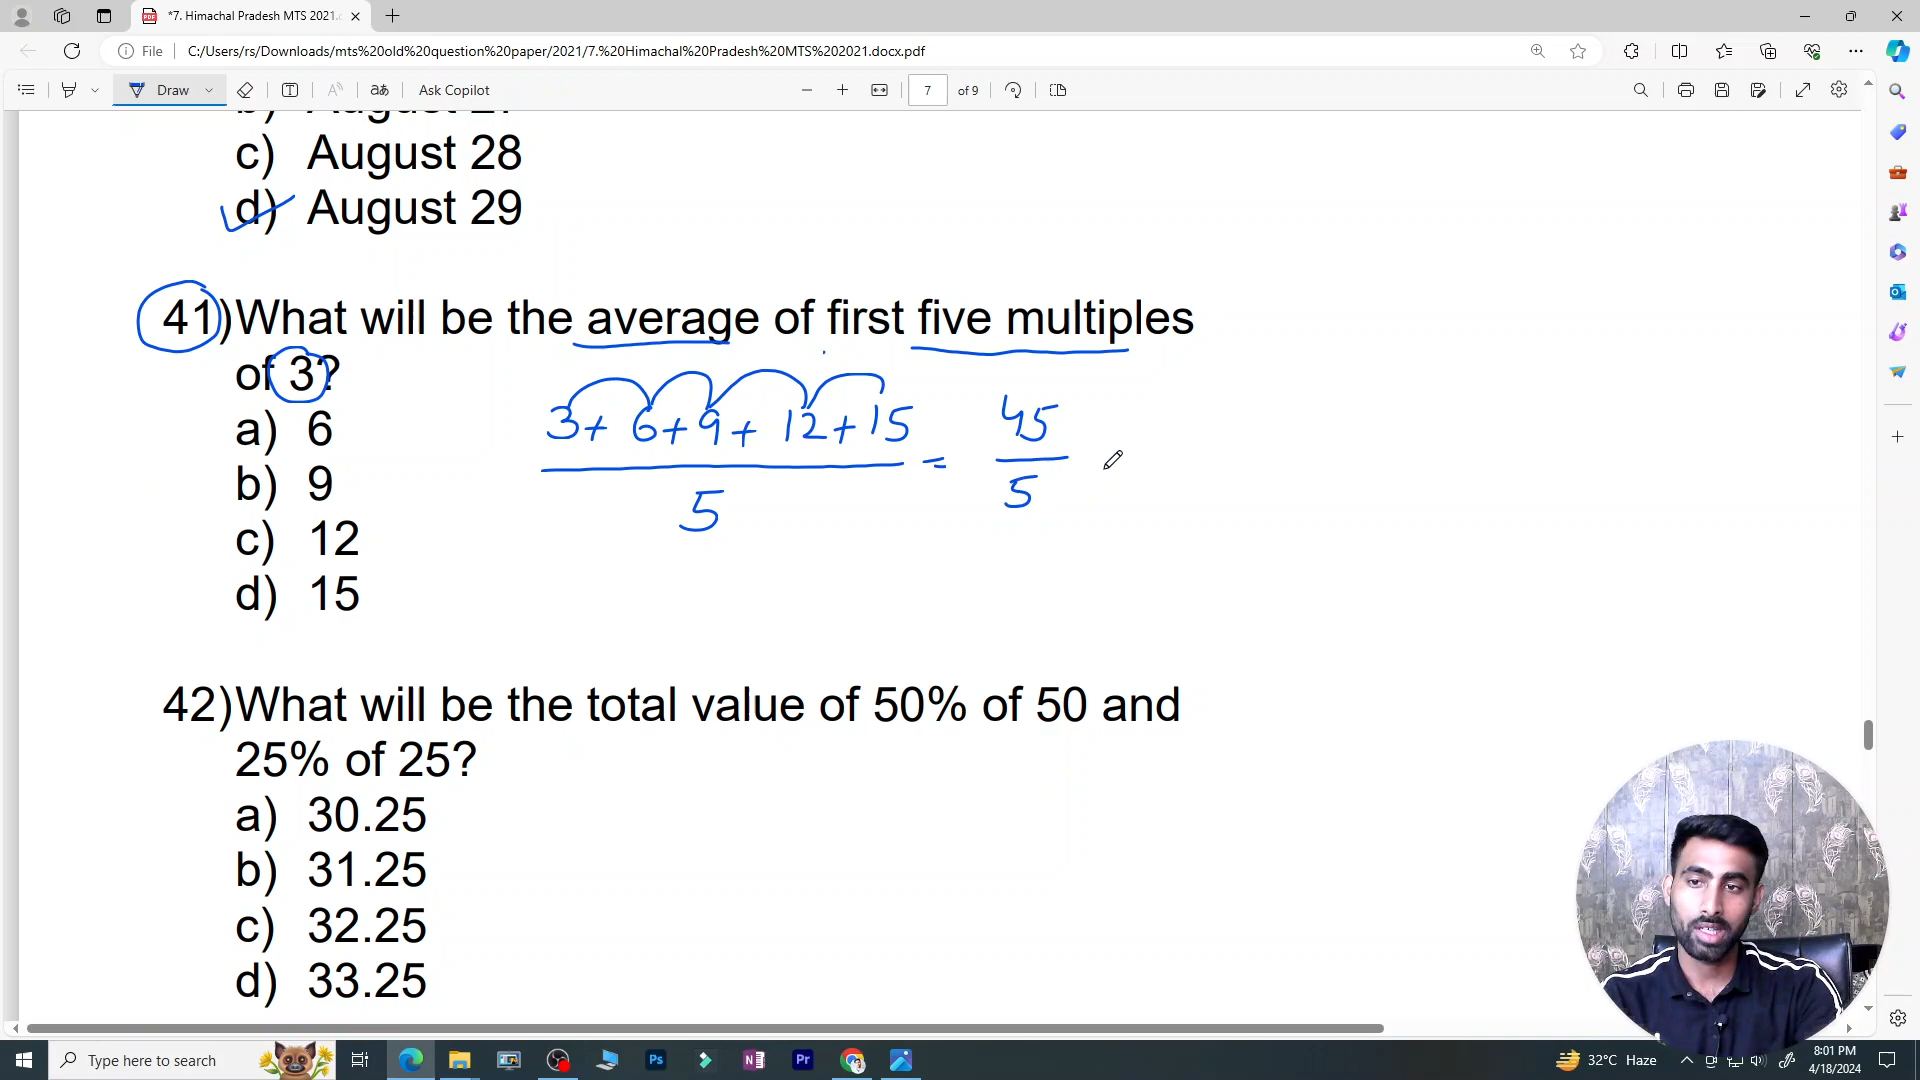 *7. Himachal Pradesh MTS 2021.
File C:/Users/rs/Downloads/mts%20old%20question%20paper/2021/7.%20Himachal%20Pradesh%20MTS%202021.docx.pdf
Draw
Ask Copilot
7 of 9
c) August 28
d) August 29
41)What will be the average of first five multiples
of 3?
3+ 6+9+ 12+15 = 45
5 5
a) 6
b) 9
c) 12
d) 15
42)What will be the total value of 50% of 50 and
25% of 25?
a) 30.25
b) 31.25
c) 32.25
d) 33.25
Type here to search
32°C Haze
8:01 PM
4/18/2024